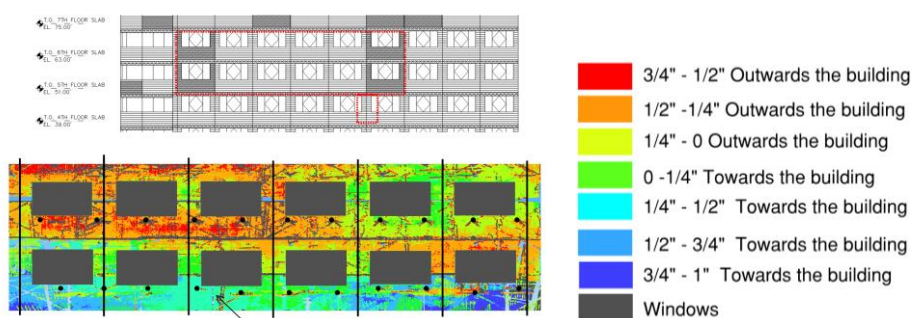 T.O. 7TH FLOOR SLAB
EL. 75.00'
T.O. 6TH FLOOR SLAB
EL. 63.00'
T.O. 5TH FLOOR SLAB
EL. 51.00'
T.O. 4TH FLOOR SLAB
EL. 39.00'
3/4" - 1/2" Outwards the building
1/2" -1/4" Outwards the building
1/4" - 0 Outwards the building
0 -1/4" Towards the building
1/4" - 1/2" Towards the building
1/2" - 3/4" Towards the building
3/4" - 1" Towards the building
Windows